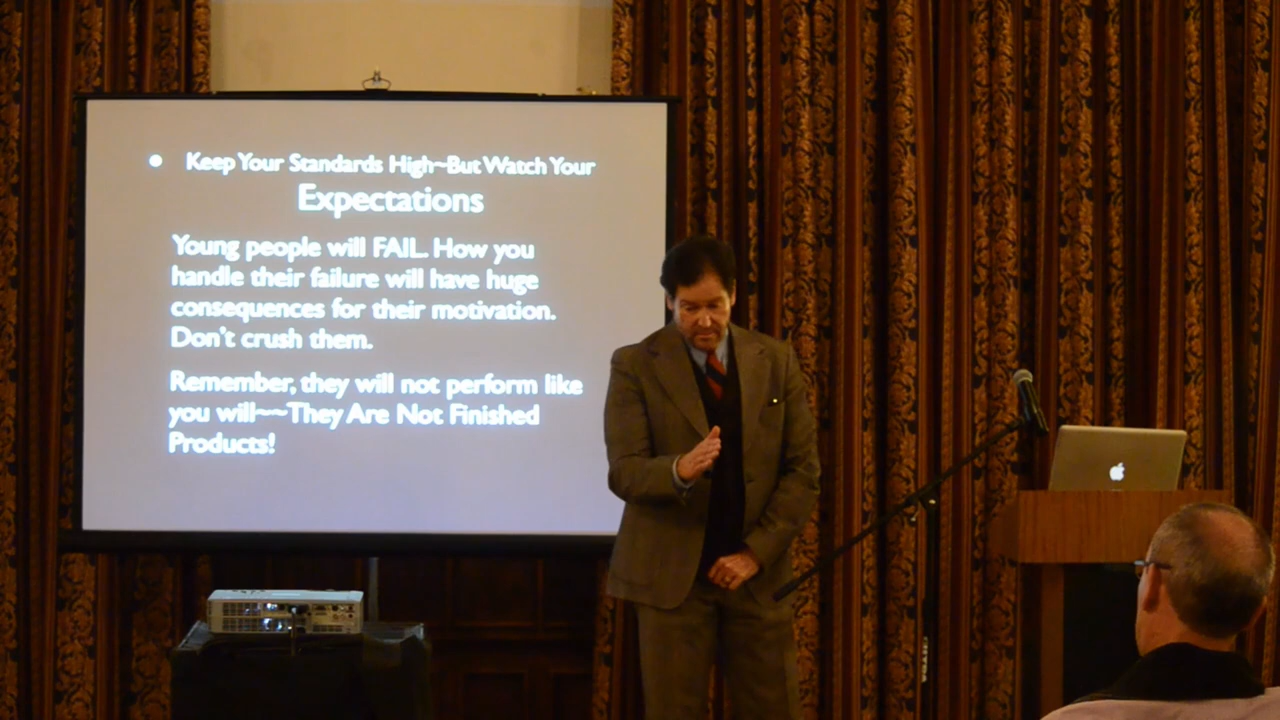 • Keep Your Standards High~But Watch Your
Expectations
Young people will FAIL. How you
handle their failure will have huge
consequences for their motivation.
Don't crush them.
Remember, they will not perform like
you will~~They Are Not Finished
Products!